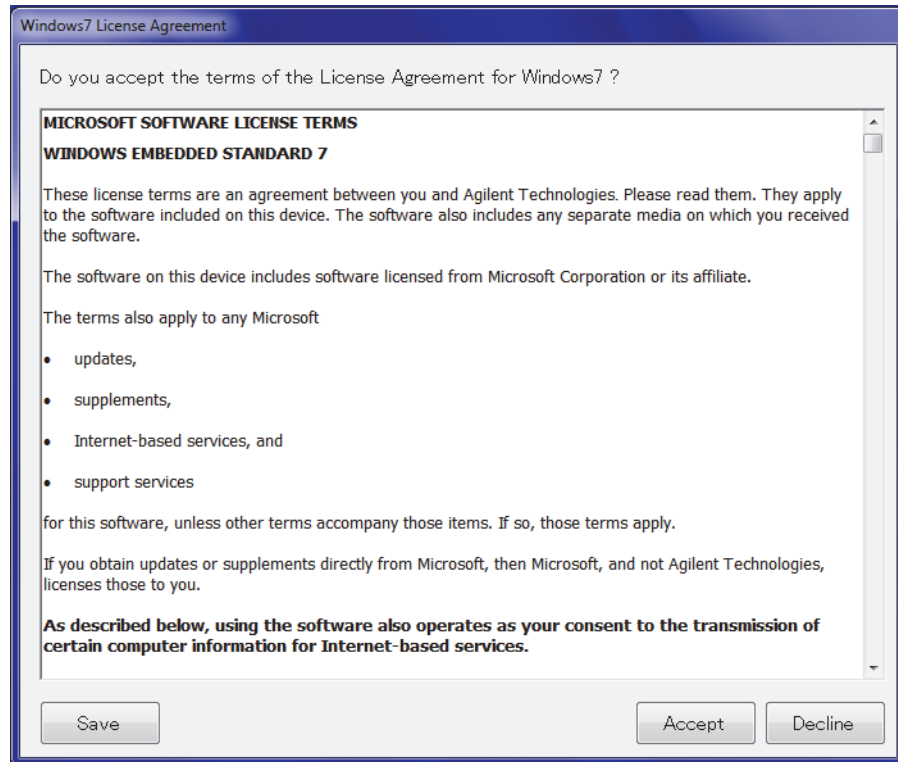 Windows7 License Agreement
Do you accept the terms of the License Agreement for Windows7 ?
MICROSOFT SOFTWARE LICENSE TERMS
WINDOWS EMBEDDED STANDARD 7
These license terms are an agreement between you and Agilent Technologies. Please read them. They apply
to the software included on this device. The software also includes any separate media on which you received
the software.
The software on this device includes software licensed from Microsoft Corporation or its affiliate.
The terms also apply to any Microsoft
• updates,
• supplements,
• Internet-based services, and
• support services
for this software, unless other terms accompany those items. If so, those terms apply.
If you obtain updates or supplements directly from Microsoft, then Microsoft, and not Agilent Technologies,
licenses those to you.
As described below, using the software also operates as your consent to the transmission of
certain computer information for Internet-based services.
Save Accept Decline